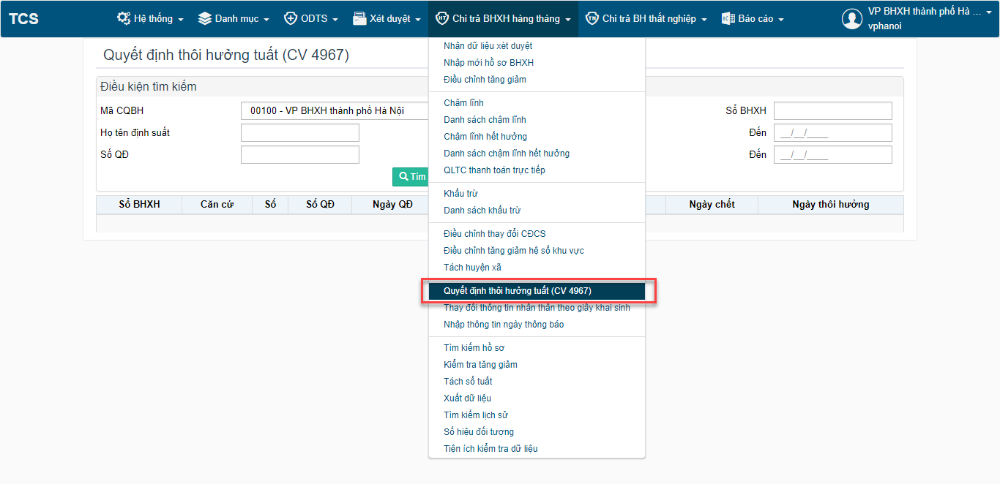 TCS Hệ thống Danh mục ODTS Xét duyệt Chi trả BHXH hàng tháng Chi trả BH thất nghiệp Báo cáo VP BHXH thành phố Hà ...
vphanoi
Quyết định thôi hưởng tuất (CV 4967)
Điều kiện tìm kiếm
Mã CQBH 00100 - VP BHXH thành phố Hà Nội Sổ BHXH
Họ tên định suất Đến __/__/____
Số QĐ Đến __/__/____
Tìm
Sổ BHXH Căn cứ Số Số QĐ Ngày QĐ Ngày chết Ngày thôi hưởng
Nhận dữ liệu xét duyệt
Nhập mới hồ sơ BHXH
Điều chỉnh tăng giảm
Chậm lĩnh
Danh sách chậm lĩnh
Chậm lĩnh hết hưởng
Danh sách chậm lĩnh hết hưởng
QLTC thanh toán trực tiếp
Khấu trừ
Danh sách khấu trừ
Điều chỉnh thay đổi CĐCS
Điều chỉnh tăng giảm hệ số khu vực
Tách huyện xã
Quyết định thôi hưởng tuất (CV 4967)
Thay đổi thông tin nhân thân theo giấy khai sinh
Nhập thông tin ngày thông báo
Tìm kiếm hồ sơ
Kiểm tra tăng giảm
Tách sổ tuất
Xuất dữ liệu
Tìm kiếm lịch sử
Số hiệu đối tượng
Tiện ích kiểm tra dữ liệu